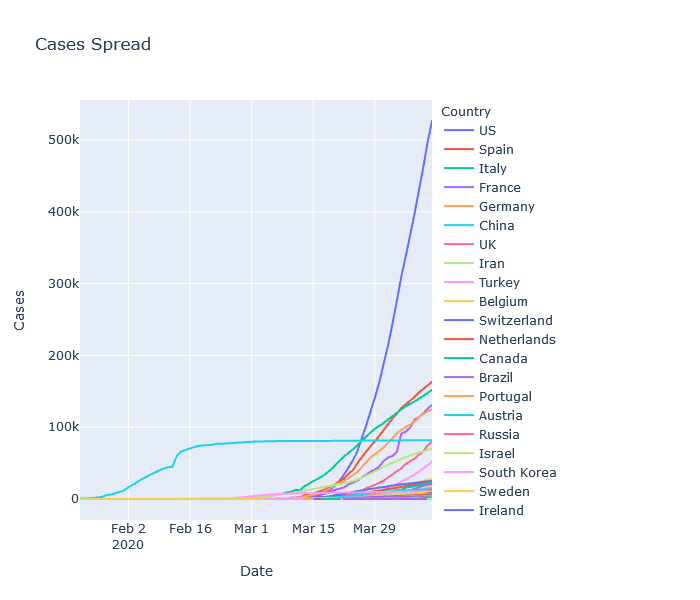 Cases Spread
Country
US
Spain
Italy
France
Germany
China
UK
Iran
Turkey
Belgium
Switzerland
Netherlands
Canada
Brazil
Portugal
Austria
Russia
Israel
South Korea
Sweden
Ireland
500k
400k
300k
200k
100k
0
Cases
Feb 2
2020
Feb 16
Mar 1
Mar 15
Mar 29
Date